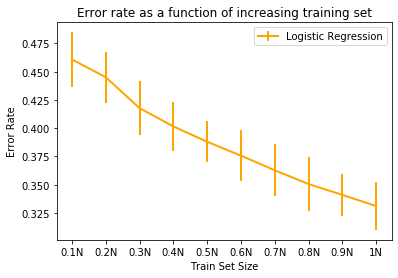 Error rate as a function of increasing training set
Logistic Regression
Error Rate
0.475
0.450
0.425
0.400
0.375
0.350
0.325
0.1N 0.2N 0.3N 0.4N 0.5N 0.6N 0.7N 0.8N 0.9N 1N
Train Set Size